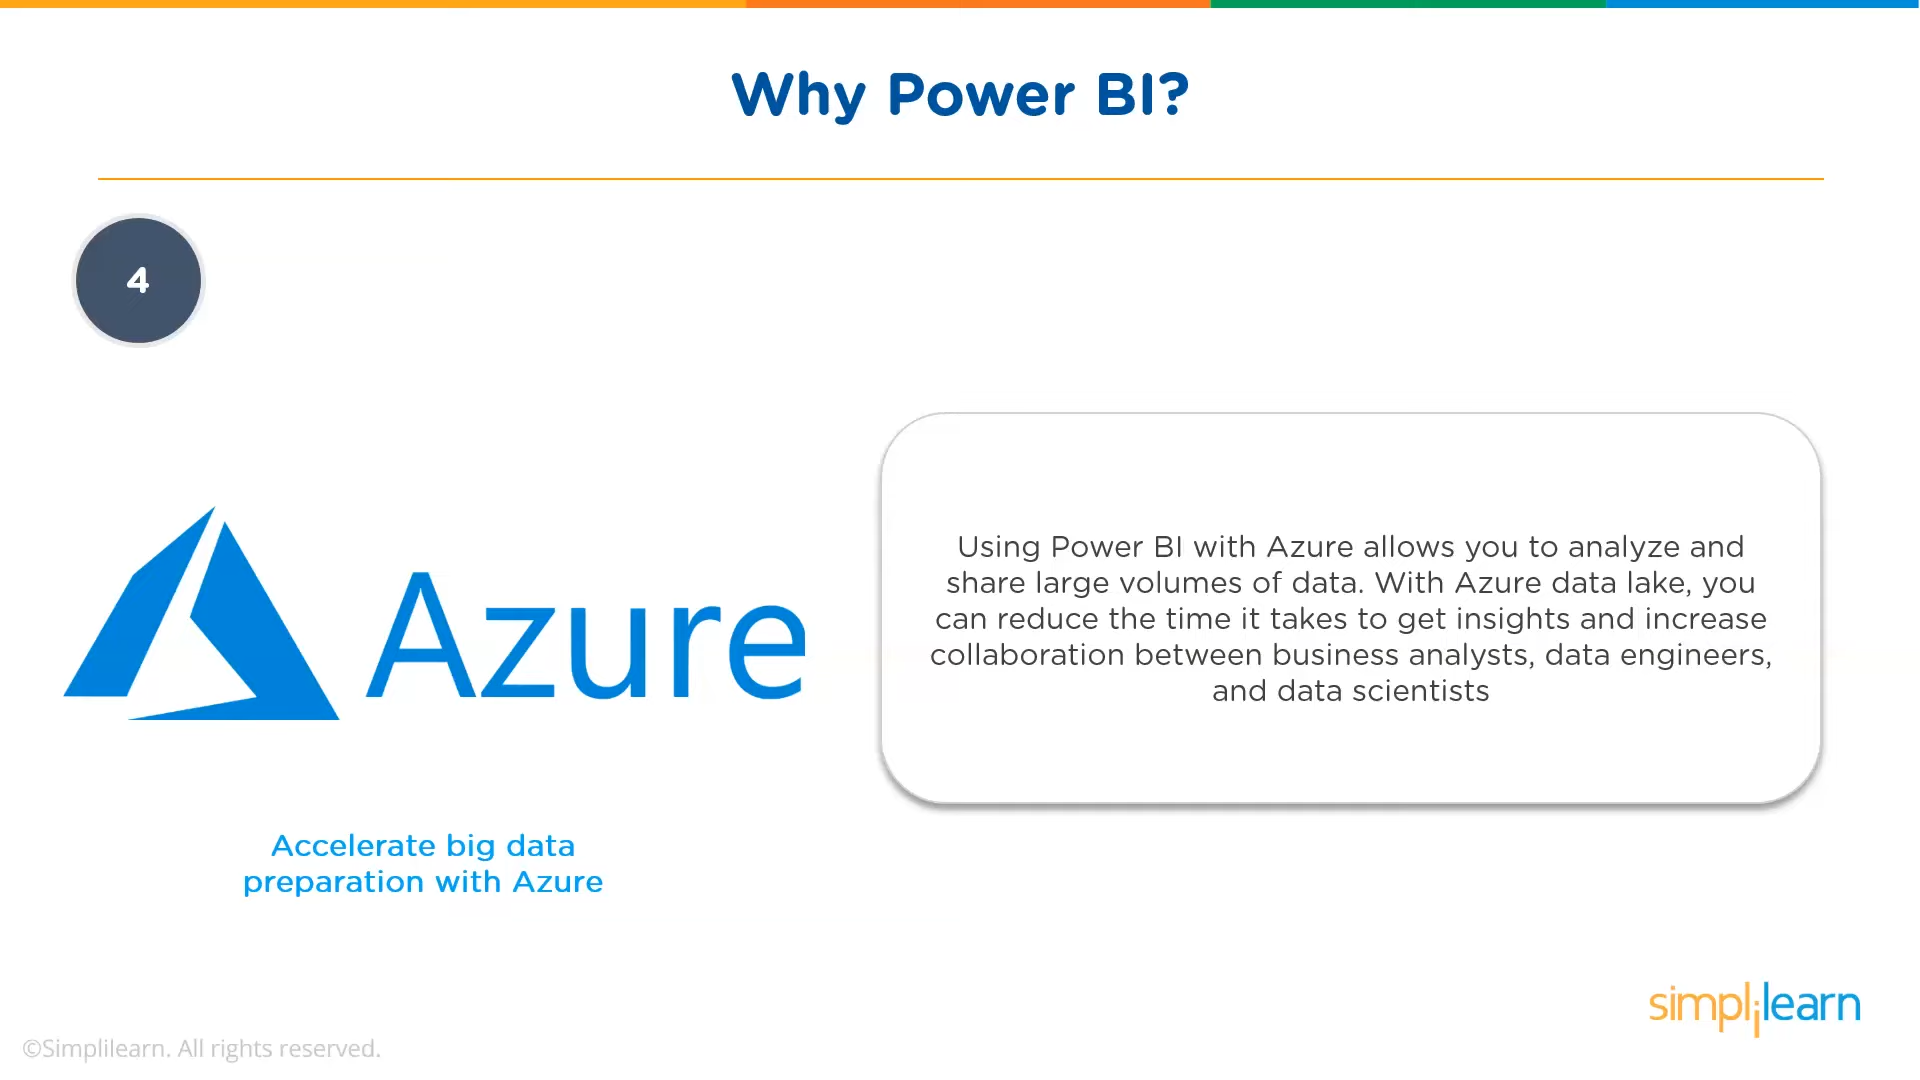 Why Power BI?
4
Azure
Using Power BI with Azure allows you to analyze and
share large volumes of data. With Azure data lake, you
can reduce the time it takes to get insights and increase
collaboration between business analysts, data engineers,
and data scientists
Accelerate big data
preparation with Azure
simplilearn
©Simplilearn. All rights reserved.